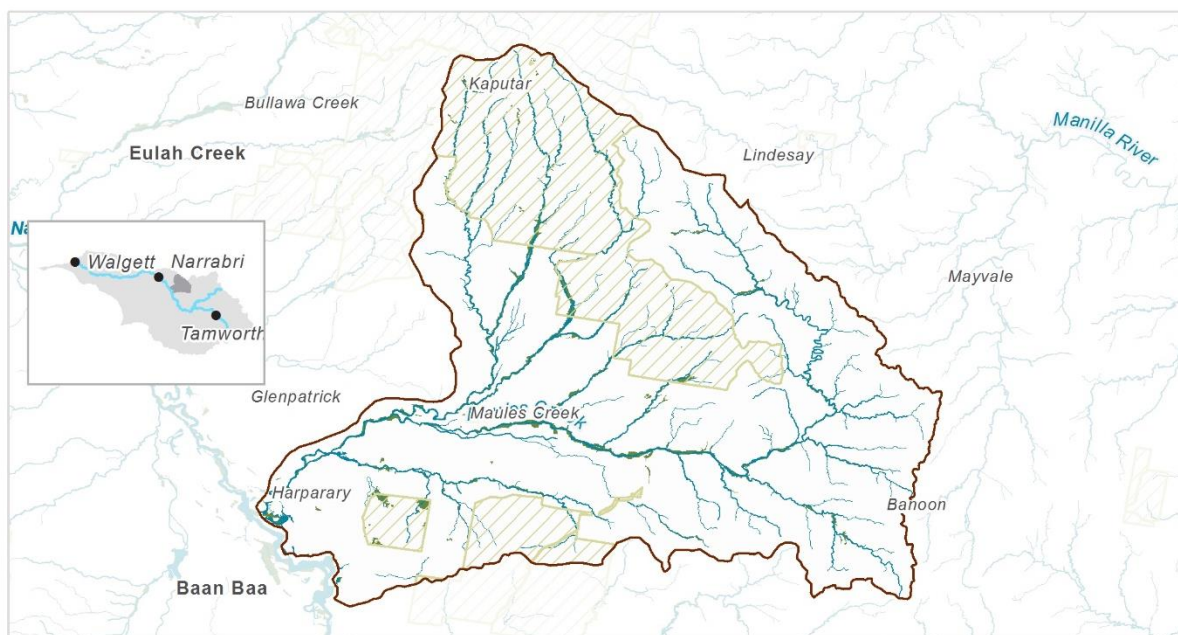 Kaputar
Bullawa Creek
Manilla River
Eulah Creek
Lindesay
Na
Walgett
Narrabri
Mayvale
Tamworth
Glenpatrick
Maules Creek
Harparary
Banoon
Baan Baa